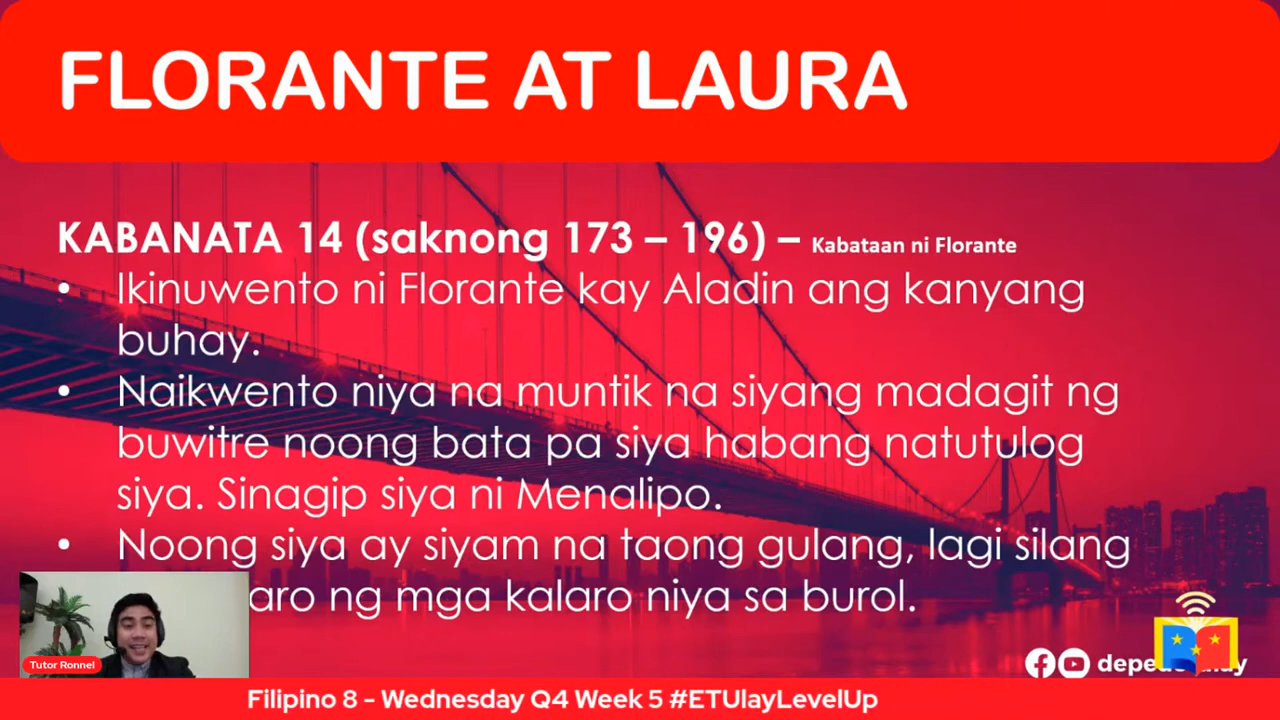 FLORANTE AT LAURA
KABANATA 14 (saknong 173 – 196) – Kabataan ni Florante
• Ikinuwento ni Florante kay Aladin ang kanyang
buhay.
• Naikwento niya na muntik na siyang madagit ng
buwitre noong bata pa siya habang natutulog
siya. Sinagip siya ni Menalipo.
• Noong siya ay siyam na taong gulang, lagi silang
ng mga kalaro niya sa burol.
Tutor Ronnel
Filipino 8 - Wednesday Q4 Week 5 #ETUlayLevelUp